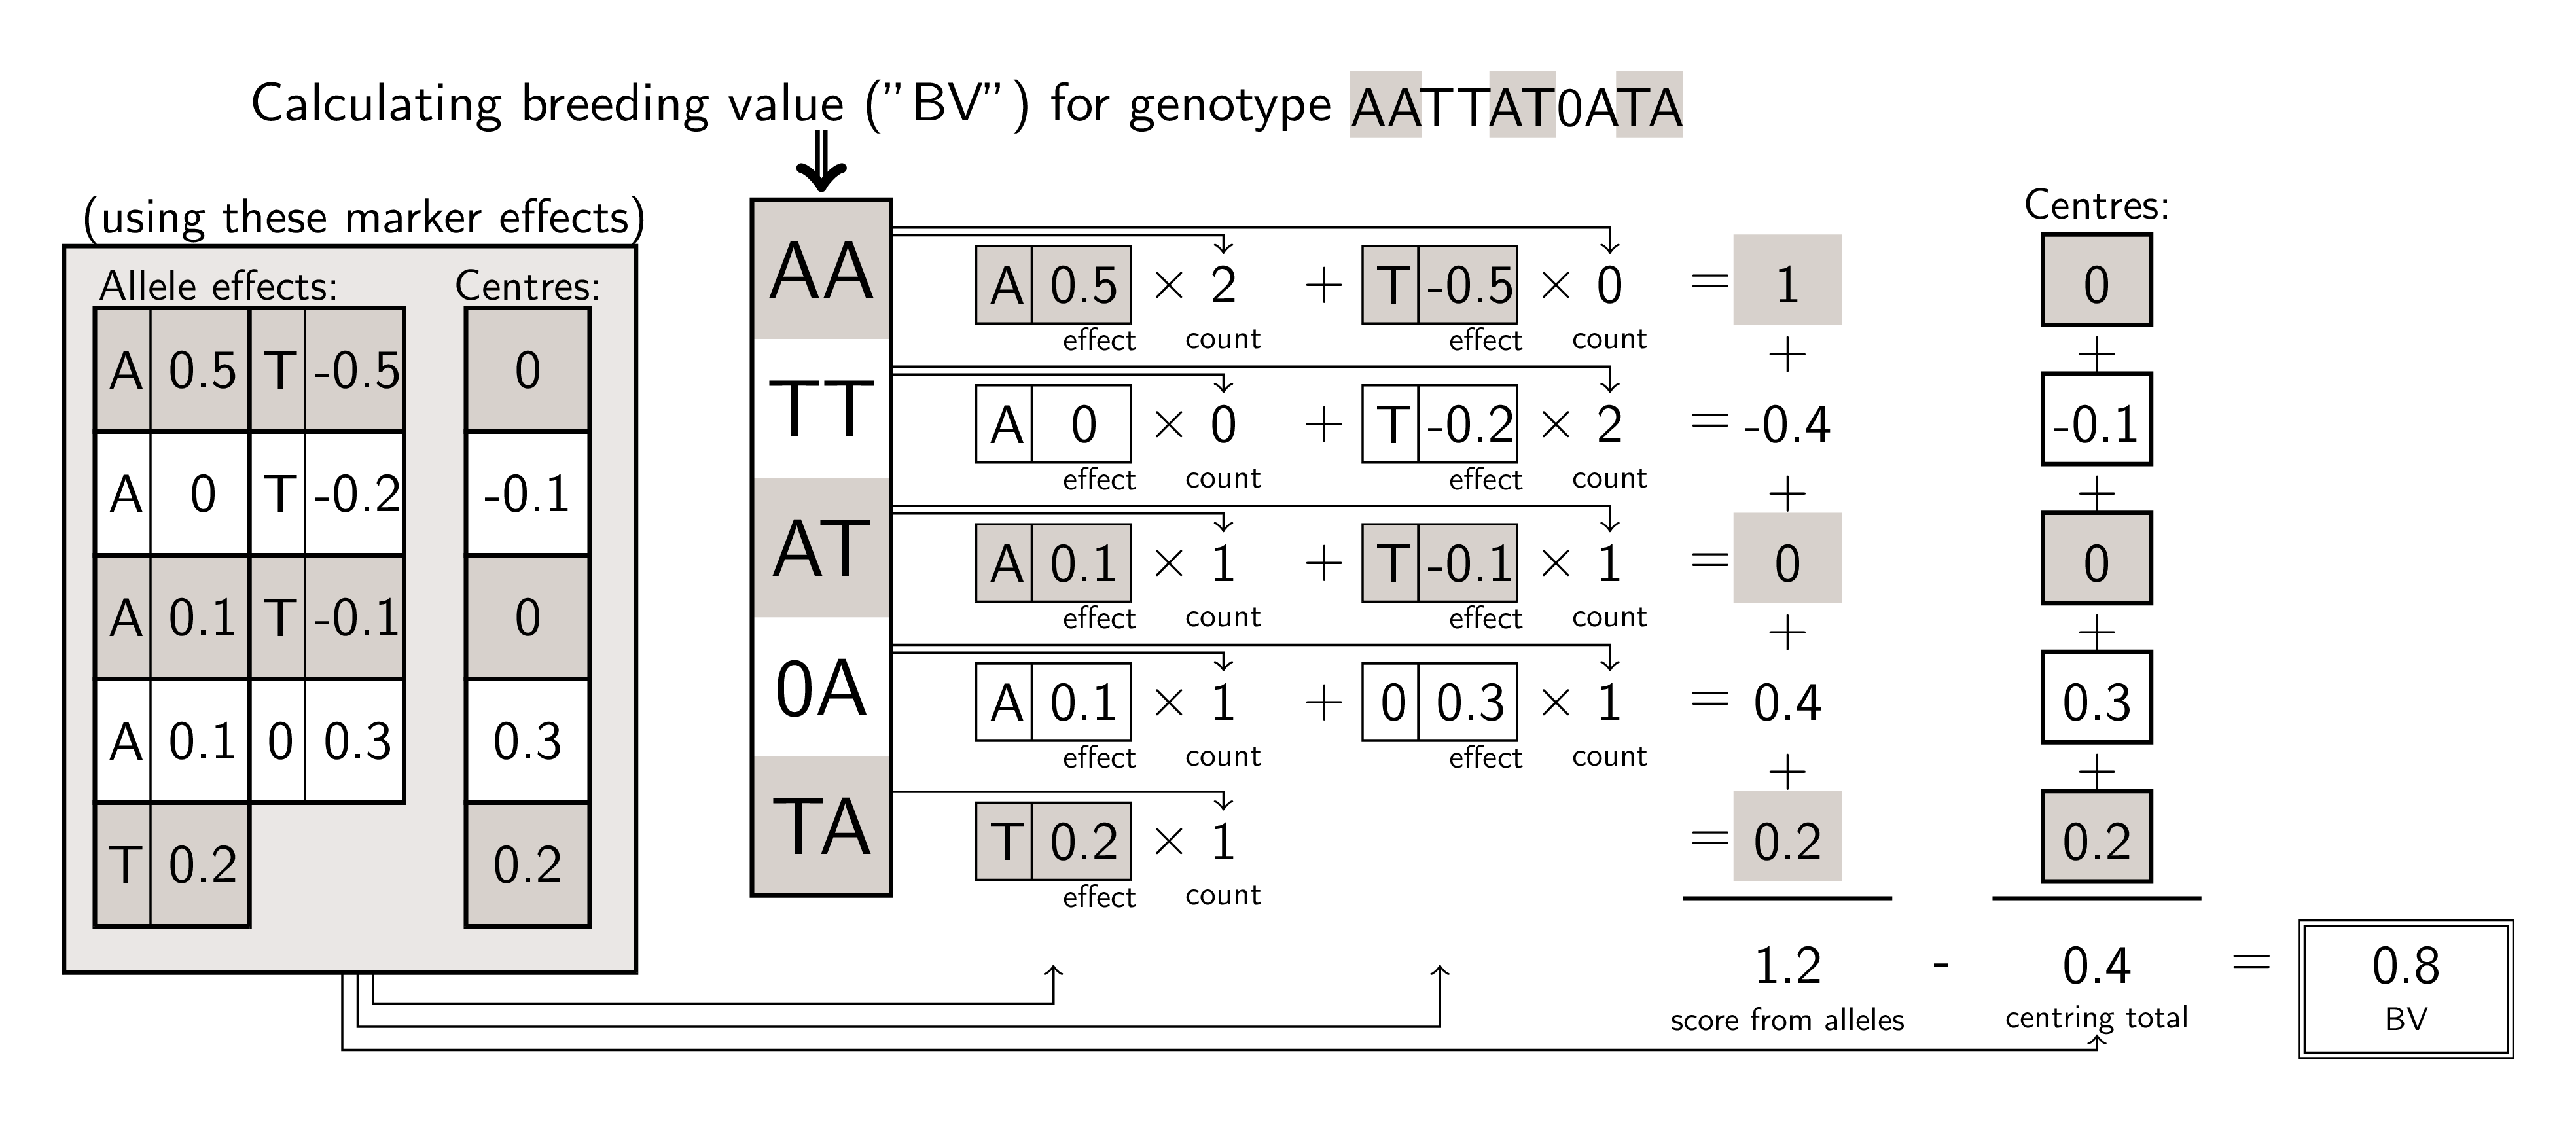 Calculating breeding value ("BV") for genotype AATTAT0ATA
(using these marker effects)
Allele effects: Centres:
A 0.5 T -0.5 0
A 0 T -0.2 -0.1
A 0.1 T -0.1 0
A 0.1 0 0.3 0.3
T 0.2 0.2
Centres:
AA A 0.5 × 2 + T -0.5 × 0 = 1 0
effect count effect count
+ +
TT A 0 × 0 + T -0.2 × 2 = -0.4 -0.1
effect count effect count
+ +
AT A 0.1 × 1 + T -0.1 × 1 = 0 0
effect count effect count
+ +
0A A 0.1 × 1 + 0 0.3 × 1 = 0.4 0.3
effect count effect count
+ +
TA T 0.2 × 1 = 0.2 0.2
effect count
1.2 - 0.4 = 0.8
score from alleles centring total BV